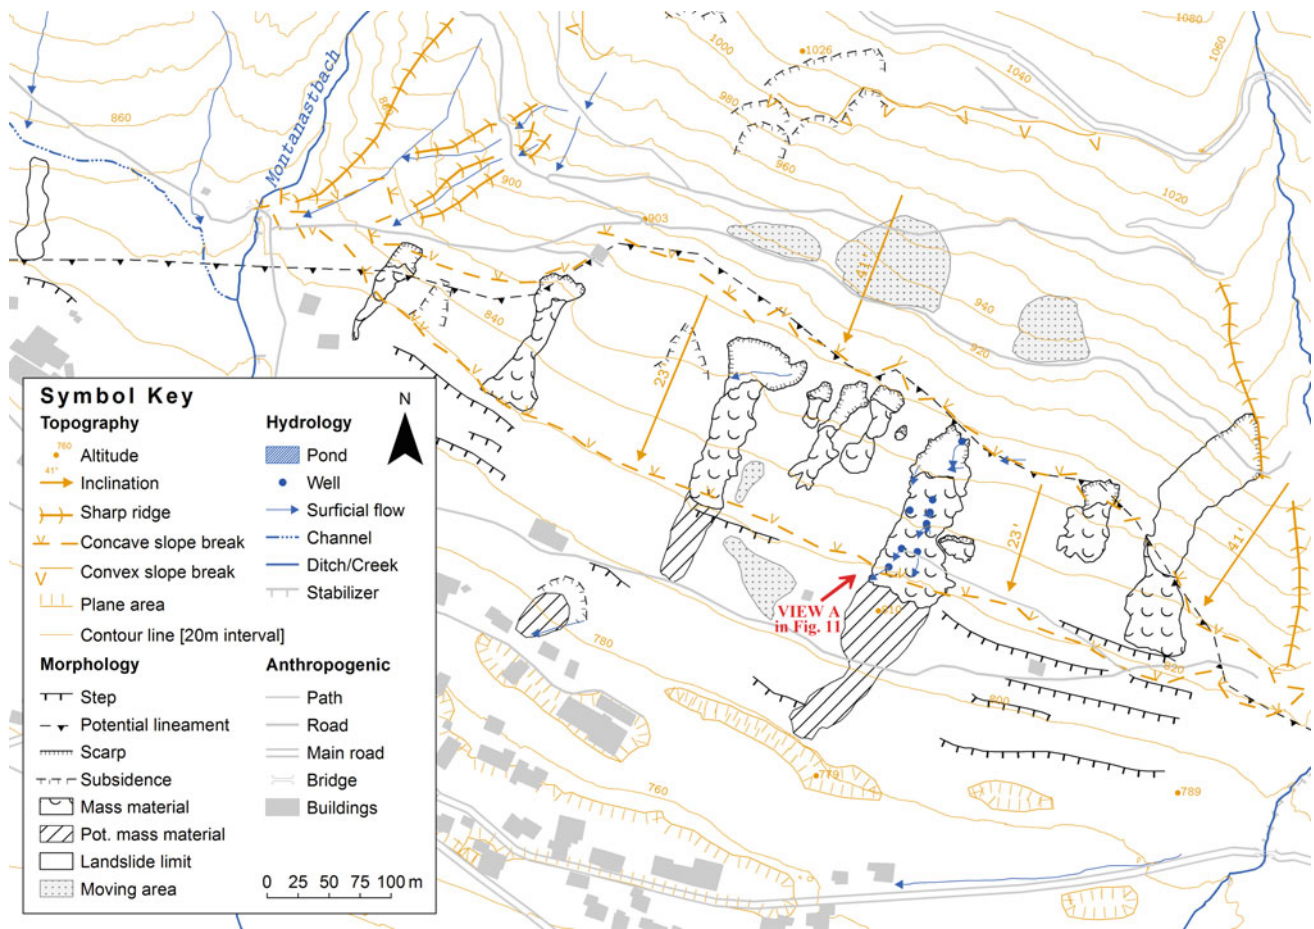 1080
1060
1000
1026
1040
Montanastbach
860
860
980
960
900
1020
903
41'
940
840
920
23'
23'
41'
VIEW A
in Fig. 11
810
780
820
800
779
789
760
Symbol Key
Topography
760
Altitude
41°
Inclination
Sharp ridge
Concave slope break
Convex slope break
Plane area
Contour line [20m interval]
Morphology
Step
Potential lineament
Scarp
Subsidence
Mass material
Pot. mass material
Landslide limit
Moving area
N
Hydrology
Pond
Well
Surficial flow
Channel
Ditch/Creek
Stabilizer
Anthropogenic
Path
Road
Main road
Bridge
Buildings
0 25 50 100 m